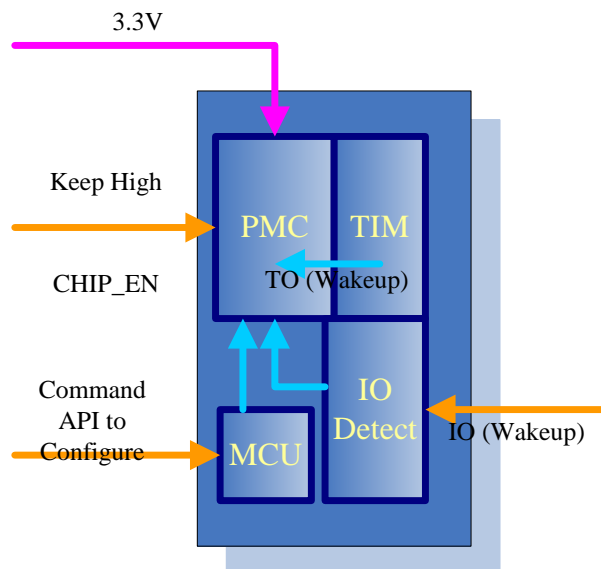 3.3V
Keep High
PMC
TIM
TO (Wakeup)
CHIP_EN
Command
API to
Configure
IO
Detect
IO (Wakeup)
MCU